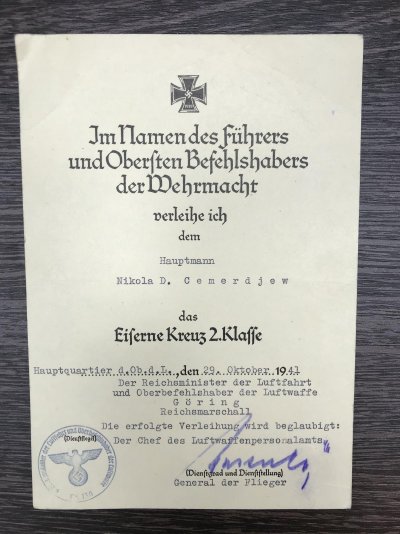 Im Namen des Führers
und Obersten Befehlshabers
der Wehrmacht
verleihe ich
dem
Hauptmann
Nikola D. Cemerdjew
das
Eiserne Kreuz 2.Klasse
Hauptquartier d.Ob.d.L.,den 29. Oktober 1941
Der Reichsminister der Luftfahrt
und Oberbefehlshaber der Luftwaffe
Göring
Reichsmarschall
Die erfolgte Verleihung wird beglaubigt:
(Dienstsiegel)
Der Chef des Luftwaffenpersonalamts
(Dienstgrad und Dienststellung)
General der Flieger